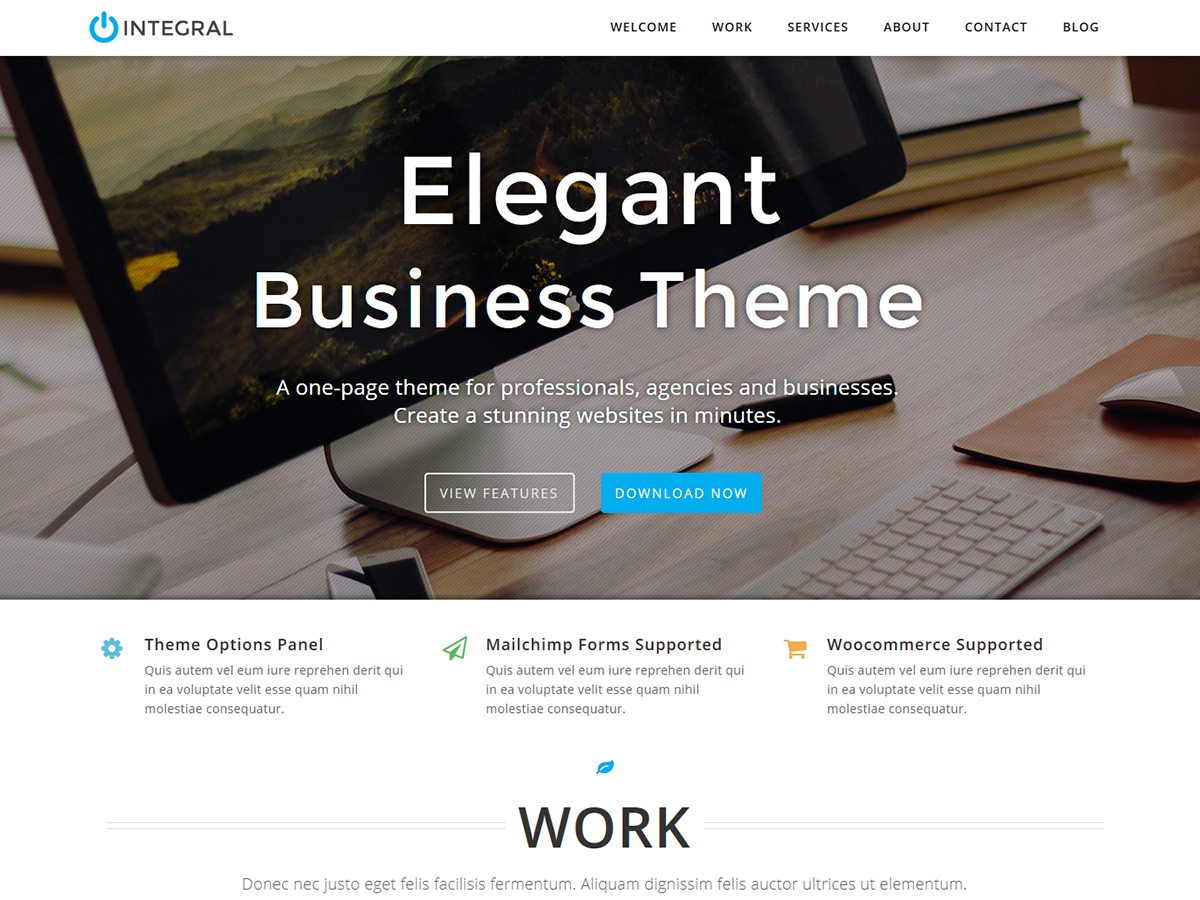 INTEGRAL
WELCOME WORK SERVICES ABOUT CONTACT BLOG
Elegant
Business Theme
A one-page theme for professionals, agencies and businesses.
Create a stunning websites in minutes.
VIEW FEATURES DOWNLOAD NOW
Theme Options Panel
Quis autem vel eum iure reprehen derit qui
in ea voluptate velit esse quam nihil
molestiae consequatur.
Mailchimp Forms Supported
Quis autem vel eum iure reprehen derit qui
in ea voluptate velit esse quam nihil
molestiae consequatur.
Woocommerce Supported
Quis autem vel eum iure reprehen derit qui
in ea voluptate velit esse quam nihil
molestiae consequatur.
WORK
Donec nec justo eget felis facilisis fermentum. Aliquam dignissim felis auctor ultrices ut elementum.